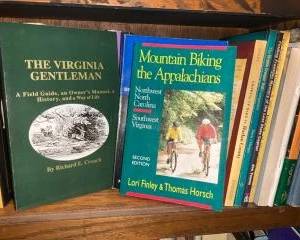 THE VIRGINIA
GENTLEMAN
A Field Guide, an Owner's Manual, a
History, and a Way of Life
By Richard E. Crouch
Mountain Biking
the Appalachians
Northwest
North
Carolina
Southwest
Virginia
SECOND
EDITION
Lori Finley & Thomas Horsch